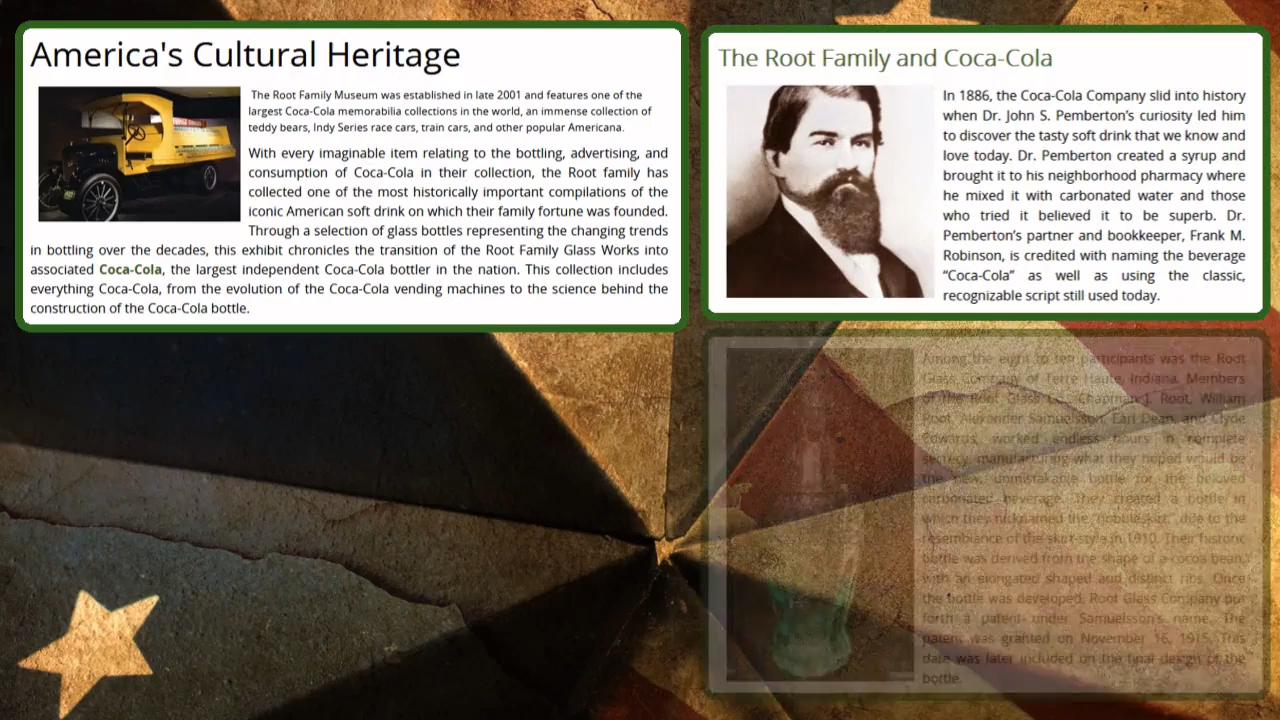 America's Cultural Heritage
The Root Family Museum was established in late 2001 and features one of the
largest Coca-Cola memorabilia collections in the world, an immense collection of
teddy bears, Indy Series race cars, train cars, and other popular Americana.
With every imaginable item relating to the bottling, advertising, and
consumption of Coca-Cola in their collection, the Root family has
collected one of the most historically important compilations of the
iconic American soft drink on which their family fortune was founded.
Through a selection of glass bottles representing the changing trends
in bottling over the decades, this exhibit chronicles the transition of the Root Family Glass Works into
associated Coca-Cola, the largest independent Coca-Cola bottler in the nation. This collection includes
everything Coca-Cola, from the evolution of the Coca-Cola vending machines to the science behind the
construction of the Coca-Cola bottle.
The Root Family and Coca-Cola
In 1886, the Coca-Cola Company slid into history
when Dr. John S. Pemberton's curiosity led him
to discover the tasty soft drink that we know and
love today. Dr. Pemberton created a syrup and
brought it to his neighborhood pharmacy where
he mixed it with carbonated water and those
who tried it believed it to be superb. Dr.
Pemberton's partner and bookkeeper, Frank M.
Robinson, is credited with naming the beverage
“Coca-Cola” as well as using the classic,
recognizable script still used today.
Among the eight to ten participants was the Root
Glass Company of Terre Haute, Indiana. Members
of the Root Glass Co., Chapman J. Root, William
Root, Alexander Samuelsson, Earl Dean, and Clyde
Edwards, worked endless hours in complete
secrecy, manufacturing what they hoped would be
the new, unmistakable bottle for the beloved
carbonated beverage. They created a bottle in
which they nicknamed the "hobbleskirt" due to the
resemblance of the skirt style in 1910. Their historic
bottle was derived from the shape of a cocoa bean,
with an elongated shaped and distinct ribs. Once
the bottle was developed, Root Glass Company put
forth a patent under Samuelsson's name. The
patent was granted on November 16, 1915. This
date was later included on the final design of the
bottle.